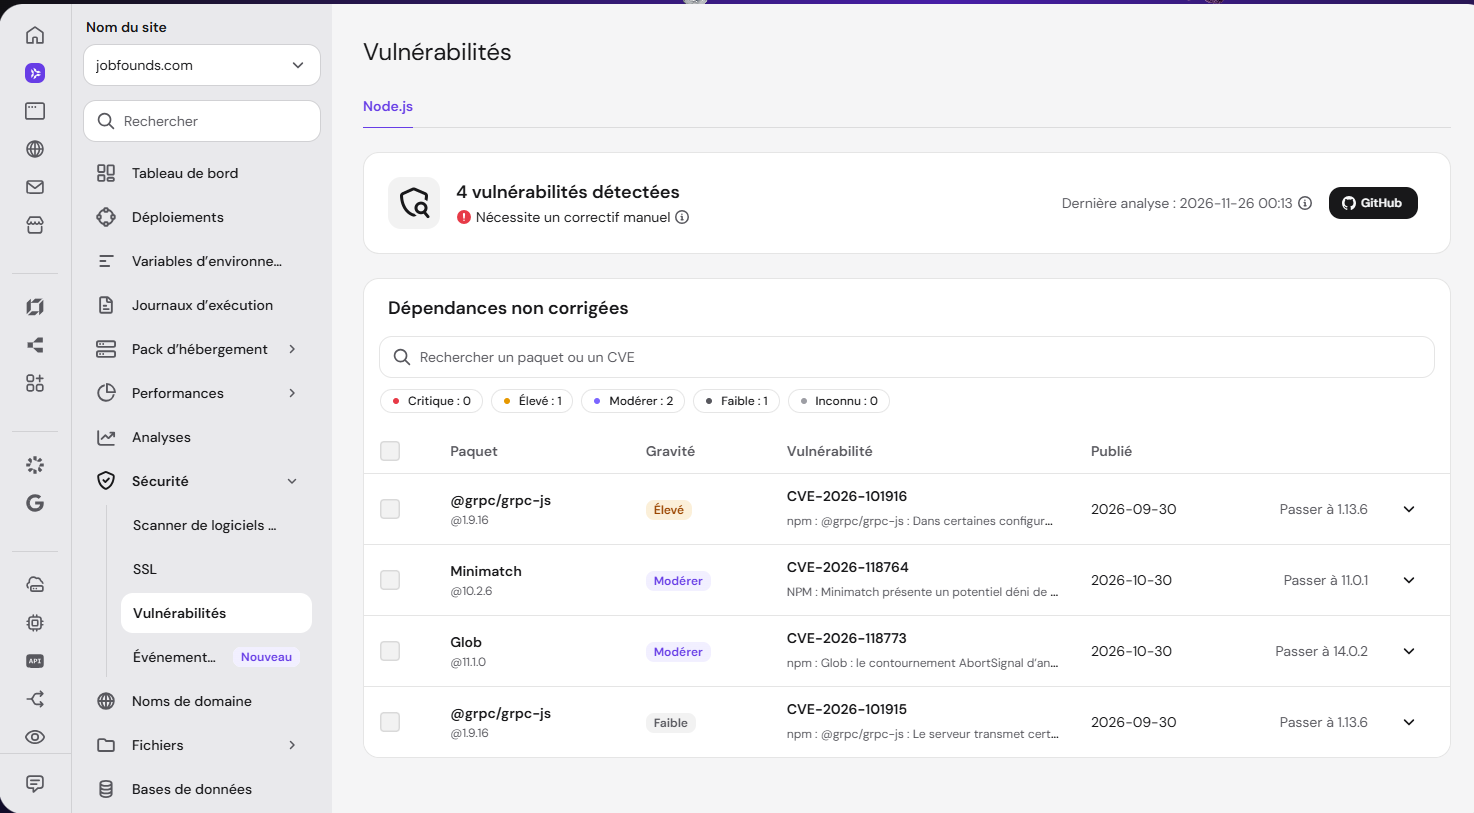 Nom du site
jobfounds.com
Rechercher
Tableau de bord
Déploiements
Variables d'environne...
Journaux d'exécution
Pack d'hébergement
Performances
Analyses
Sécurité
Scanner de logiciels ...
SSL
Vulnérabilités
Événement... Nouveau
Noms de domaine
Fichiers
Bases de données
API
Vulnérabilités
Node.js
4 vulnérabilités détectées
Nécessite un correctif manuel
Dernière analyse : 2026-11-26 00:13
GitHub
Dépendances non corrigées
Rechercher un paquet ou un CVE
Critique : 0 Élevé : 1 Modérer : 2 Faible : 1 Inconnu : 0
Paquet Gravité Vulnérabilité Publié
@grpc/grpc-js
@1.9.16
Élevé
CVE-2026-101916
npm : @grpc/grpc-js : Dans certaines configur...
2026-09-30
Passer à 1.13.6
Minimatch
@10.2.6
Modérer
CVE-2026-118764
NPM : Minimatch présente un potentiel déni de ...
2026-10-30
Passer à 11.0.1
Glob
@11.1.0
Modérer
CVE-2026-118773
npm : Glob : le contournement AbortSignal d'an...
2026-10-30
Passer à 14.0.2
@grpc/grpc-js
@1.9.16
Faible
CVE-2026-101915
npm : @grpc/grpc-js : Le serveur transmet cert...
2026-09-30
Passer à 1.13.6